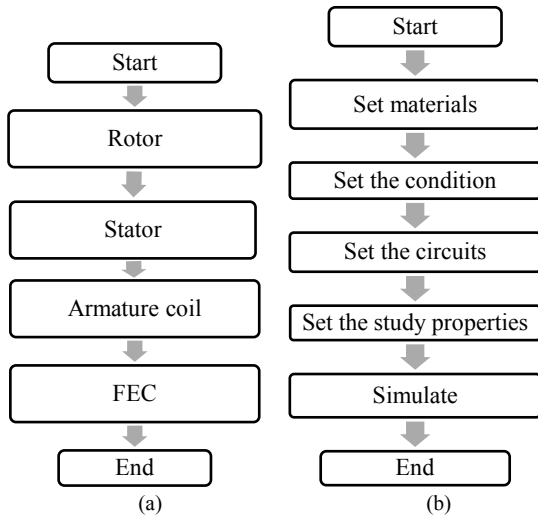 Start
Rotor
Stator
Armature coil
FEC
End
(a)
Start
Set materials
Set the condition
Set the circuits
Set the study properties
Simulate
End
(b)